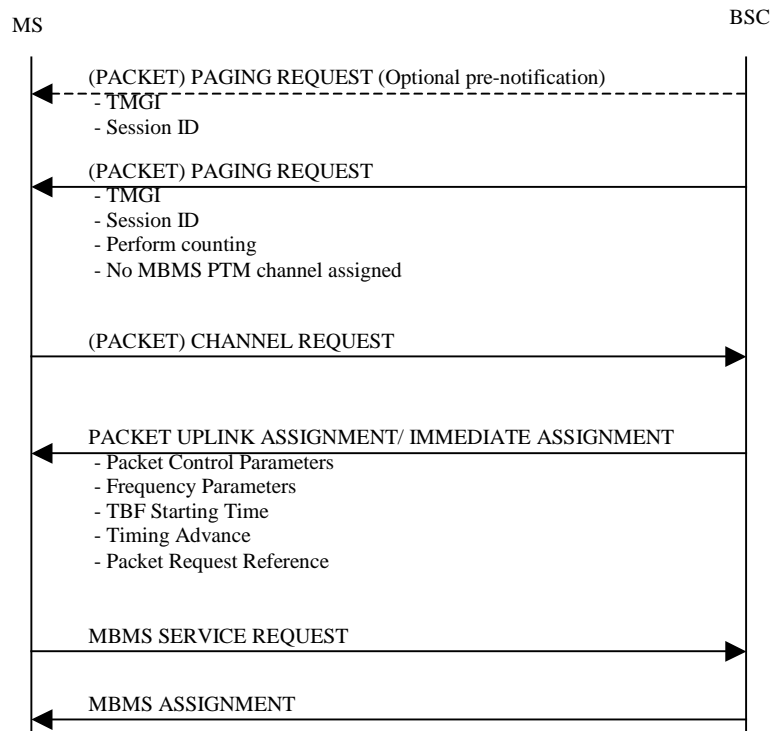 MS
BSC
(PACKET) PAGING REQUEST (Optional pre-notification)
- TMGI
- Session ID
(PACKET) PAGING REQUEST
- TMGI
- Session ID
- Perform counting
- No MBMS PTM channel assigned
(PACKET) CHANNEL REQUEST
PACKET UPLINK ASSIGNMENT/ IMMEDIATE ASSIGNMENT
- Packet Control Parameters
- Frequency Parameters
- TBF Starting Time
- Timing Advance
- Packet Request Reference
MBMS SERVICE REQUEST
MBMS ASSIGNMENT